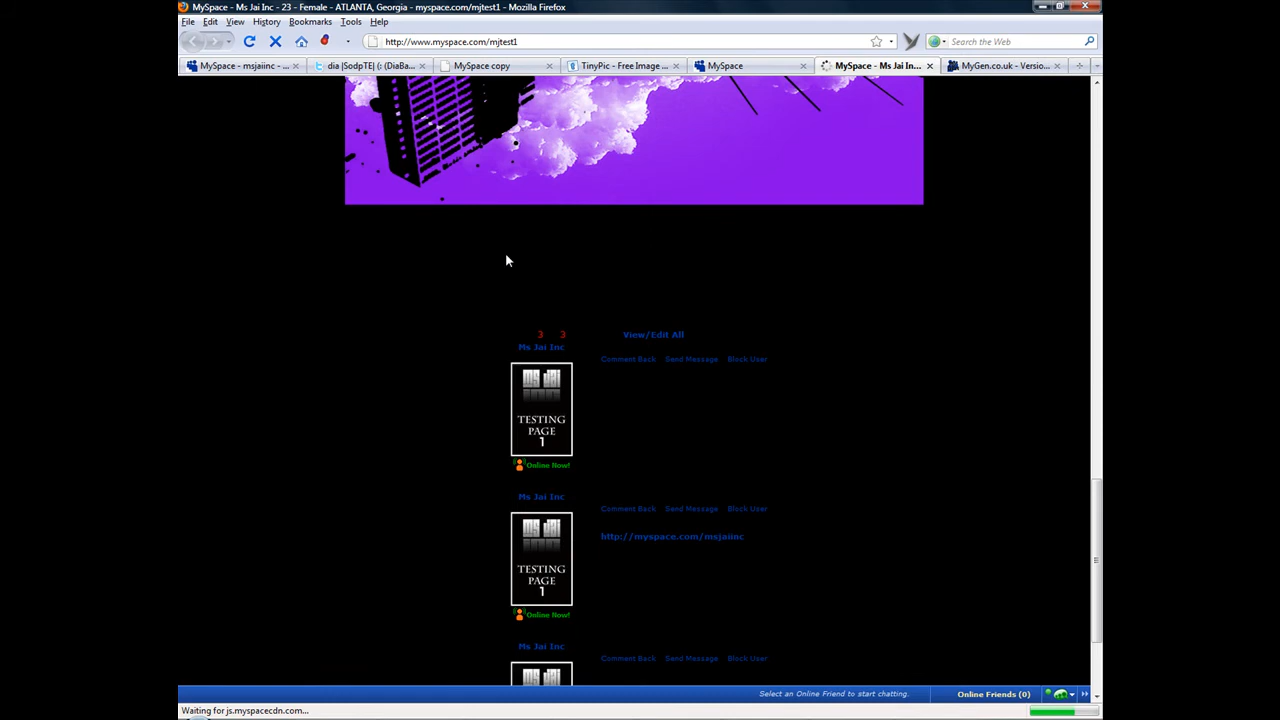 MySpace - Ms Jai Inc - 23 - Female - ATLANTA, Georgia - myspace.com/mjtest1 - Mozilla Firefox
File Edit View History Bookmarks Tools Help
http://www.myspace.com/mjtest1 Search the Web
MySpace - msjaiinc - ... dia |SodpTE| (: (DiaBa... MySpace copy TinyPic - Free Image ... MySpace MySpace - Ms Jai In... MyGen.co.uk - Versio...
3 3 View/Edit All
Ms Jai Inc
Comment Back Send Message Block User
ms jai
TESTING
PAGE
1
Online Now!
Ms Jai Inc
Comment Back Send Message Block User
http://myspace.com/msjaiinc
ms jai
TESTING
PAGE
1
Online Now!
Ms Jai Inc
Comment Back Send Message Block User
Select an Online Friend to start chatting. Online Friends (0)
Waiting for js.myspacecdn.com...